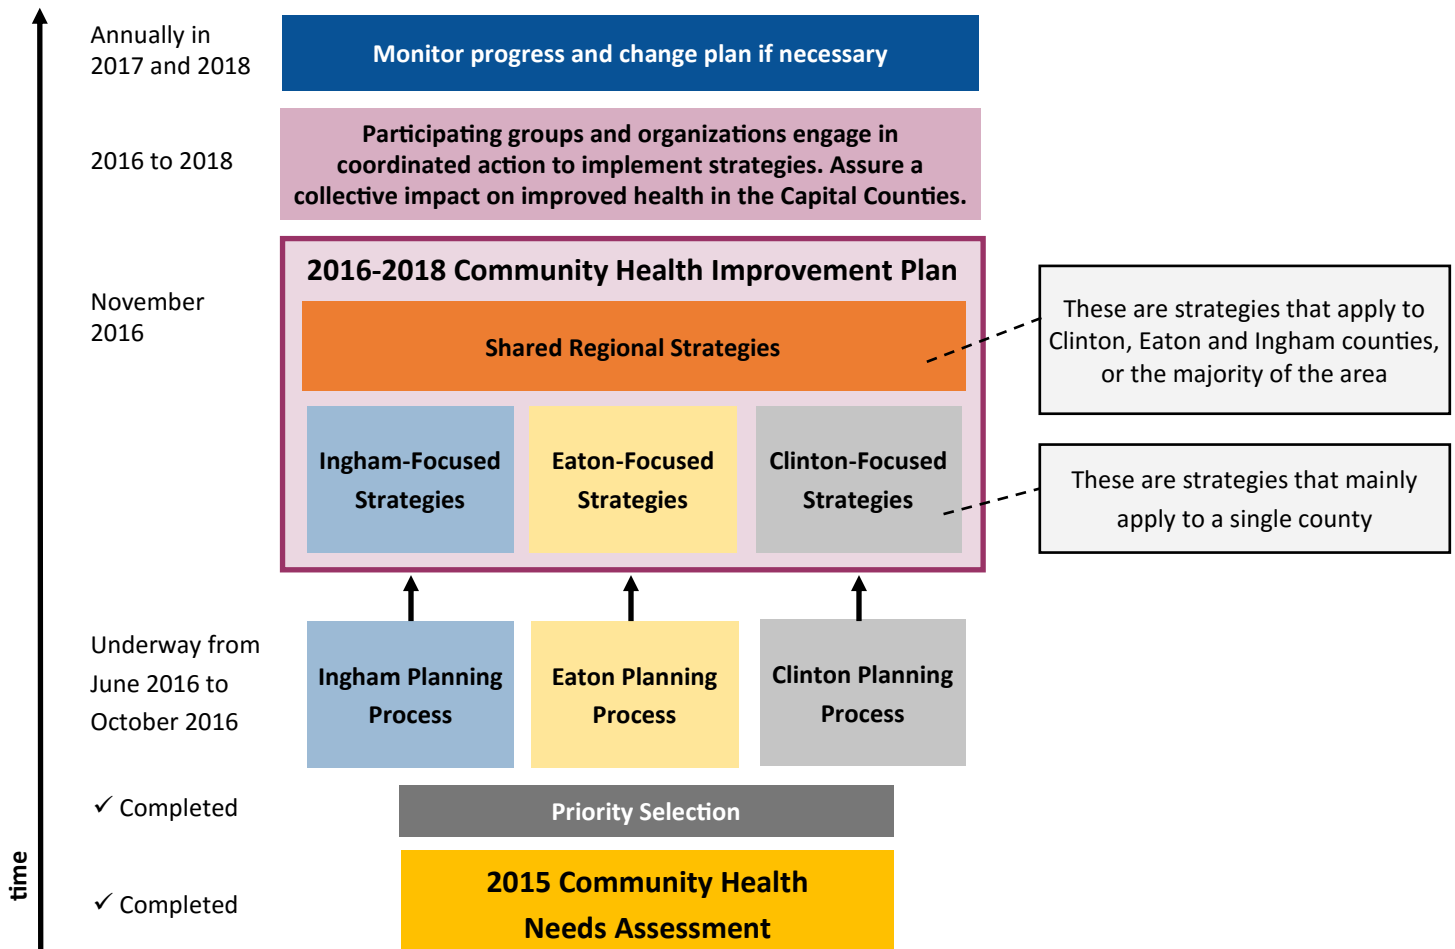 Annually in
2017 and 2018
Monitor progress and change plan if necessary
2016 to 2018
Participating groups and organizations engage in
coordinated action to implement strategies. Assure a
collective impact on improved health in the Capital Counties.
November
2016
2016-2018 Community Health Improvement Plan
Shared Regional Strategies
These are strategies that apply to
Clinton, Eaton and Ingham counties,
or the majority of the area
Ingham-Focused
Strategies
Eaton-Focused
Strategies
Clinton-Focused
Strategies
These are strategies that mainly
apply to a single county
Underway from
June 2016 to
October 2016
Ingham Planning
Process
Eaton Planning
Process
Clinton Planning
Process
✓ Completed
Priority Selection
✓ Completed
2015 Community Health
Needs Assessment
time